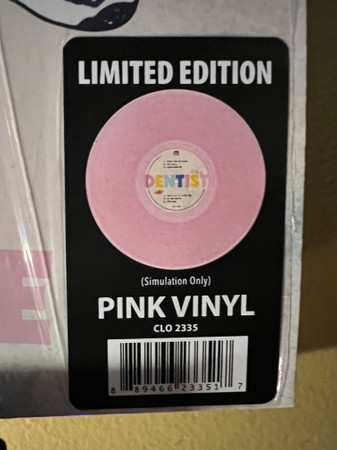 LIMITED EDITION
DENTIST
(Simulation Only)
PINK VINYL
CLO 2335
8 89466 23351 7
E